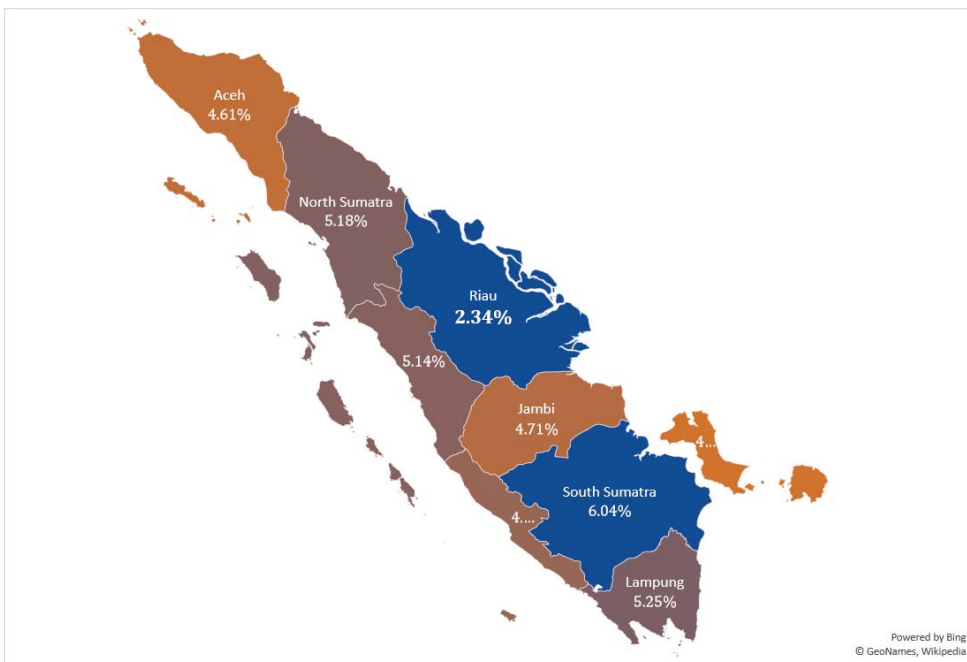 Aceh
4.61%
North Sumatra
5.18%
Riau
2.34%
5.14%
Jambi
4.71%
4...
South Sumatra
6.04%
4....
Lampung
5.25%
Powered by Bing
© GeoNames, Wikipedia